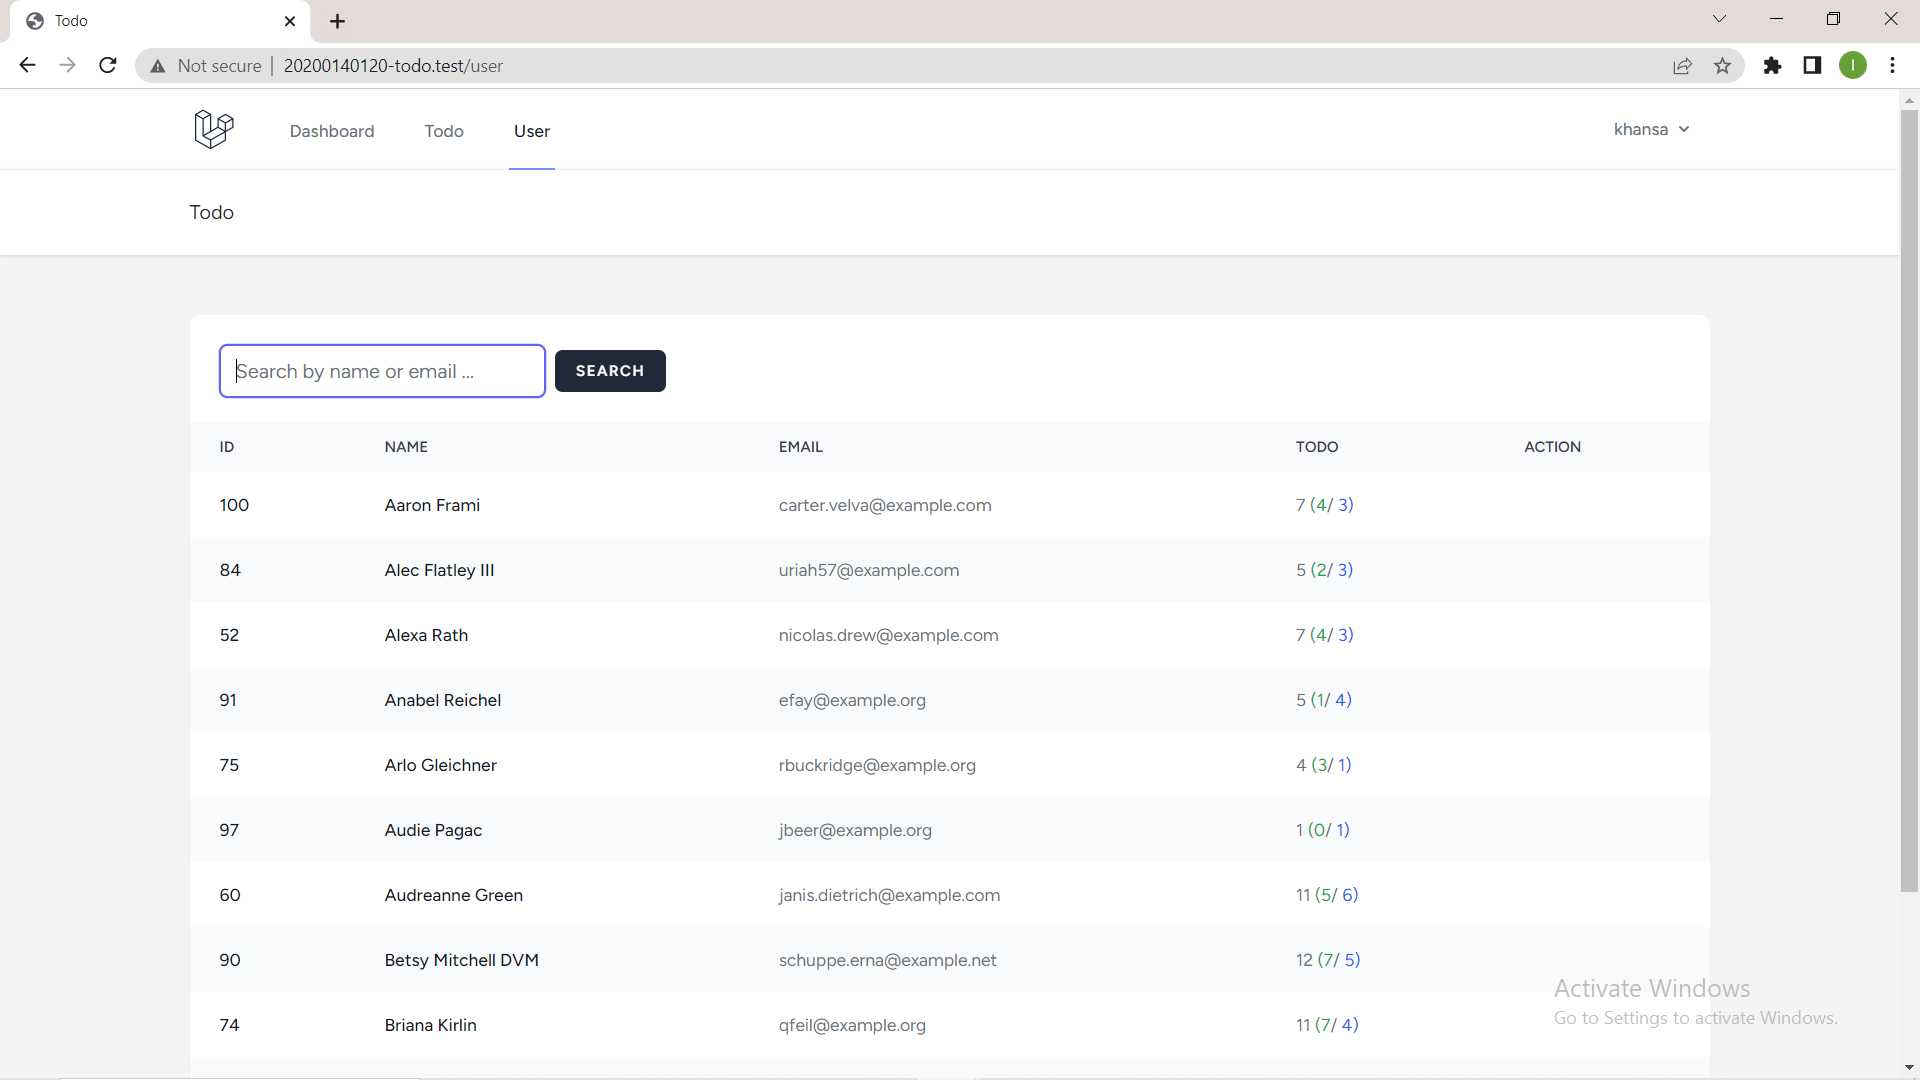 Todo
Not secure 20200140120-todo.test/user
I
Dashboard Todo User khansa
Todo
Search by name or email ... SEARCH
ID NAME EMAIL TODO ACTION
100 Aaron Frami carter.velva@example.com 7 (4/ 3)
84 Alec Flatley III uriah57@example.com 5 (2/ 3)
52 Alexa Rath nicolas.drew@example.com 7 (4/ 3)
91 Anabel Reichel efay@example.org 5 (1/ 4)
75 Arlo Gleichner rbuckridge@example.org 4 (3/ 1)
97 Audie Pagac jbeer@example.org 1 (0/ 1)
60 Audreanne Green janis.dietrich@example.com 11 (5/ 6)
90 Betsy Mitchell DVM schuppe.erna@example.net 12 (7/ 5)
74 Briana Kirlin qfeil@example.org 11 (7/ 4)
Activate Windows
Go to Settings to activate Windows.